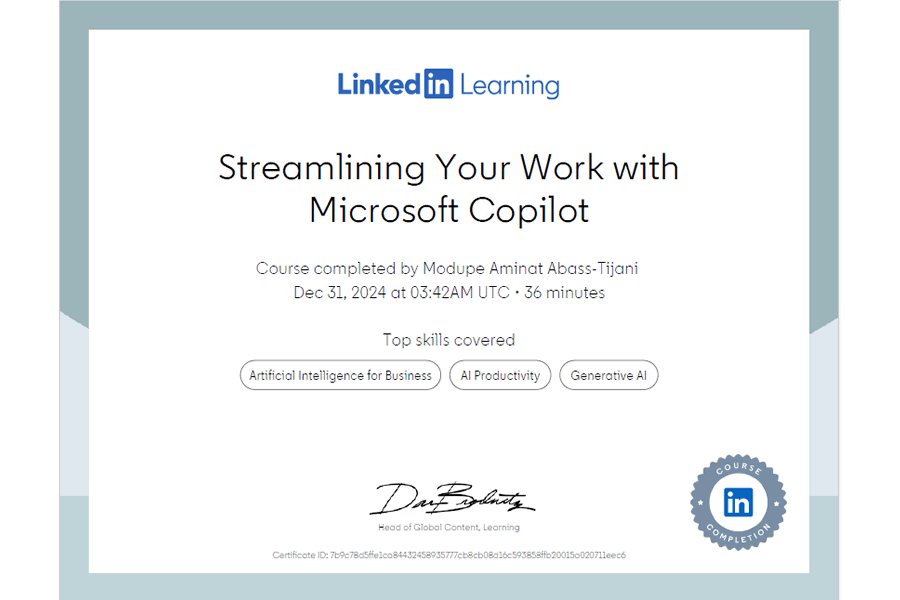 LinkedIn Learning
Streamlining Your Work with
Microsoft Copilot
Course completed by Modupe Aminat Abass-Tijani
Dec 31, 2024 at 03:42AM UTC • 36 minutes
Top skills covered
Artificial Intelligence for Business
AI Productivity
Generative AI
Head of Global Content, Learning
COURSE
in
COMPLETION
Certificate ID: